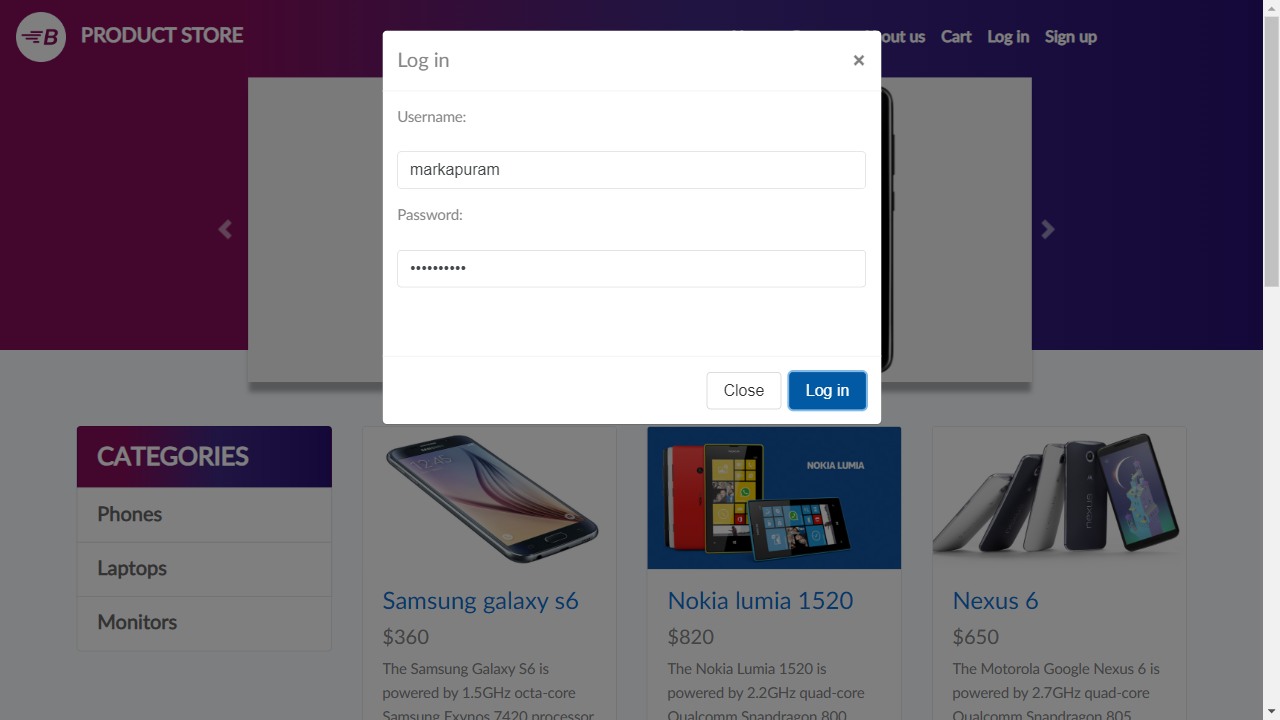 PRODUCT STORE
out us Cart Log in Sign up
Log in ×
Username:
markapuram
Password:
••••••••••
Close Log in
CATEGORIES
Phones
Laptops
Monitors
NOKIA LUMIA
Samsung galaxy s6
$360
The Samsung Galaxy S6 is
powered by 1.5GHz octa-core
Samsung Exynos 7420 processor
Nokia lumia 1520
$820
The Nokia Lumia 1520 is
powered by 2.2GHz quad-core
Qualcomm Snapdragon 800
Nexus 6
$650
The Motorola Google Nexus 6 is
powered by 2.7GHz quad-core
Qualcomm Snapdragon 805